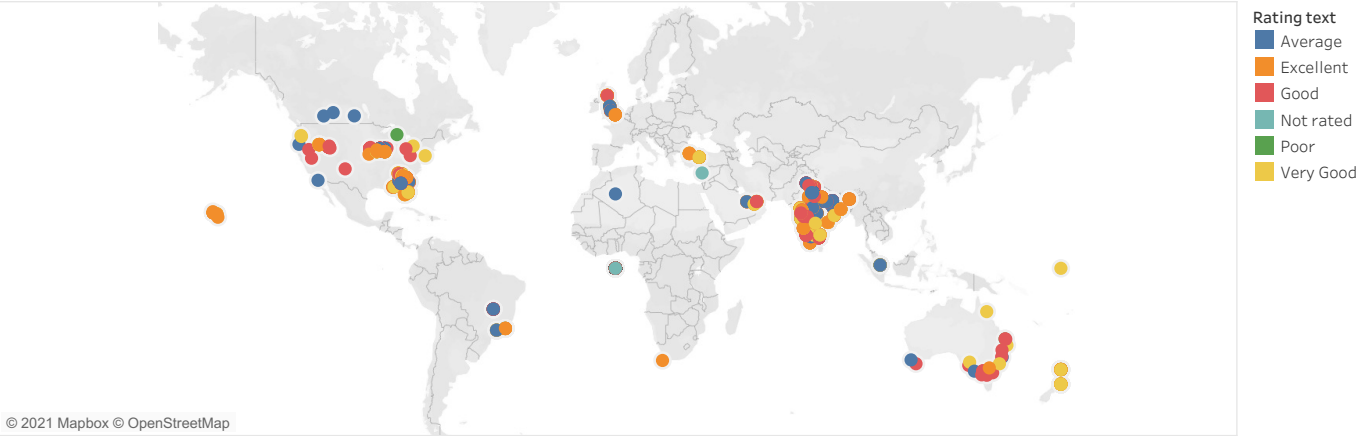 Rating text
Average
Excellent
Good
Not rated
Poor
Very Good
© 2021 Mapbox © OpenStreetMap